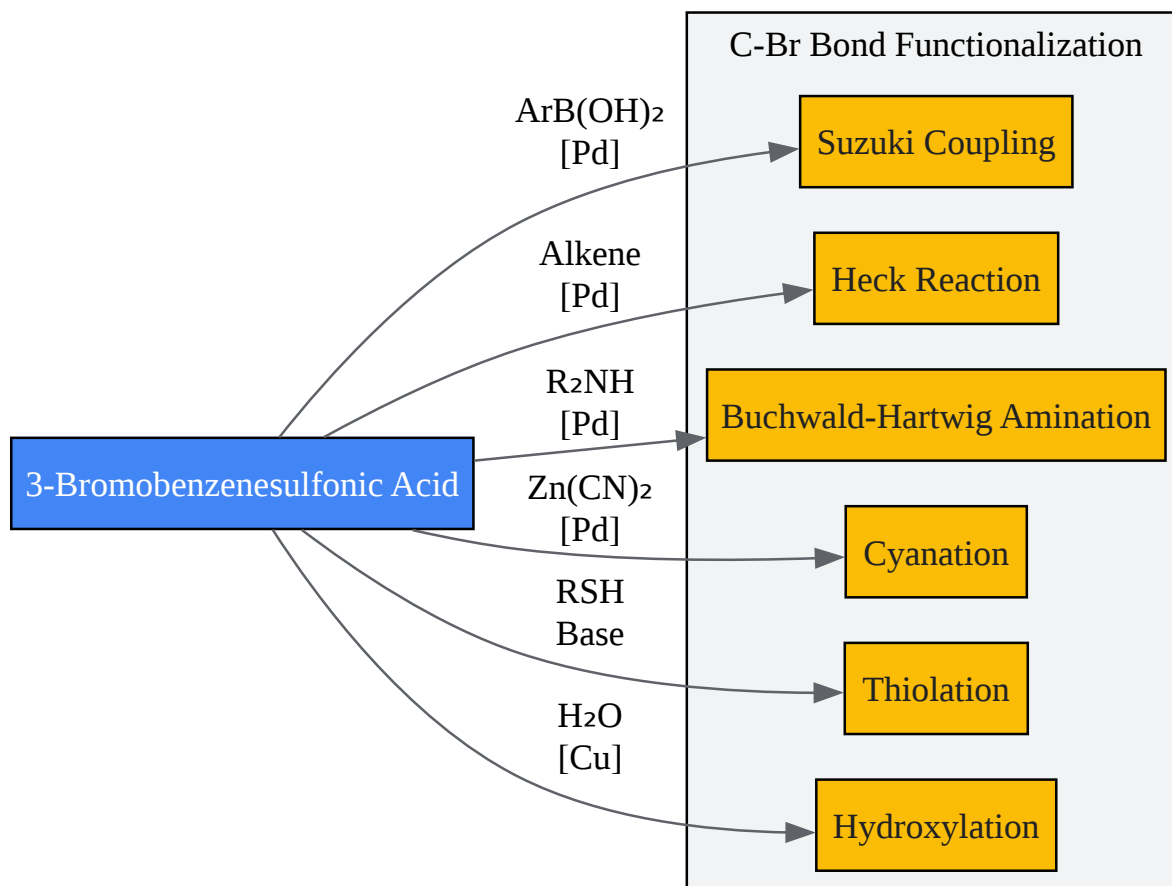 C-Br Bond Functionalization
ArB(OH)₂
[Pd]
Suzuki Coupling
Alkene
[Pd]
Heck Reaction
R₂NH
[Pd]
Buchwald-Hartwig Amination
3-Bromobenzenesulfonic Acid
Zn(CN)₂
[Pd]
Cyanation
RSH
Base
Thiolation
H₂O
[Cu]
Hydroxylation